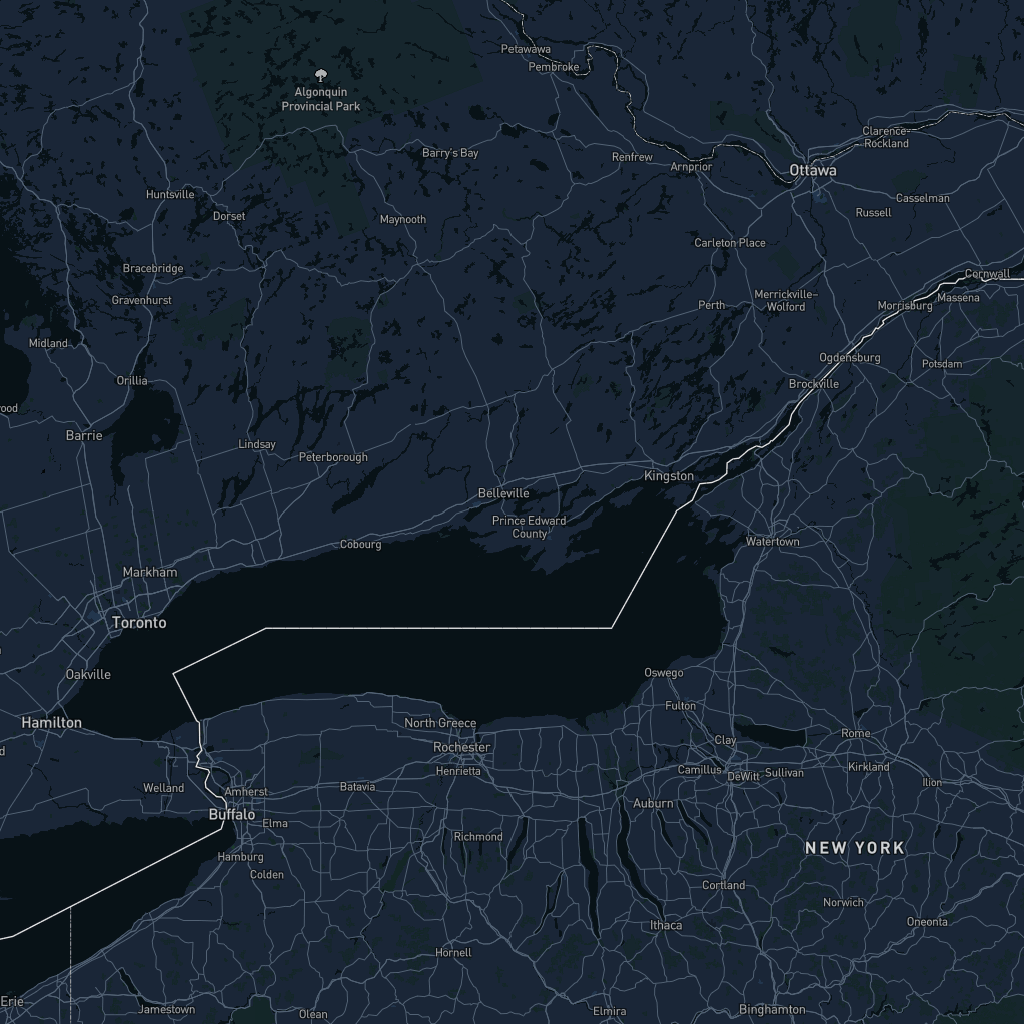 Petawawa
Pembroke
Algonquin
Provincial Park
Clarence-
Rockland
Barry's Bay
Renfrew
Arnprior
Ottawa
Huntsville
Casselman
Dorset
Maynooth
Russell
Carleton Place
Bracebridge
Cornwall
Gravenhurst
Perth
Merrickville–
Wolford
Massena
Morrisburg
Midland
Ogdensburg
Potsdam
Orillia
Brockville
ood
Barrie
Lindsay
Peterborough
Kingston
Belleville
Prince Edward
County
Cobourg
Watertown
Markham
Toronto
Oakville
Oswego
Fulton
Hamilton
North Greece
Rochester
Clay
Rome
d
Henrietta
Camillus
DeWitt
Sullivan
Kirkland
Ilion
Welland
Amherst
Batavia
Auburn
Buffalo
Elma
Richmond
NEW YORK
Hamburg
Colden
Cortland
Norwich
Ithaca
Oneonta
Hornell
Erie
Jamestown
Olean
Elmira
Binghamton